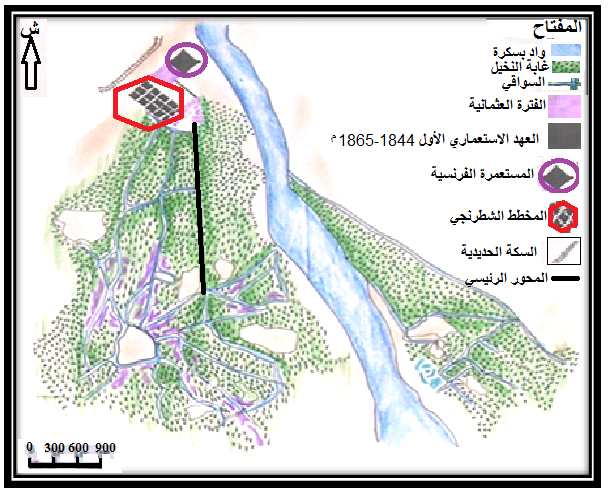 المفتاح
واد بسكرة
غابة النخيل
السواقي
الفترة العثمانية
العهد الاستعماري الأول 1844-1865م
المستعمرة الفرنسية
المخطط الشطرنجي
السكة الحديدية
المحور الرئيسي
ش
0 300 600 900